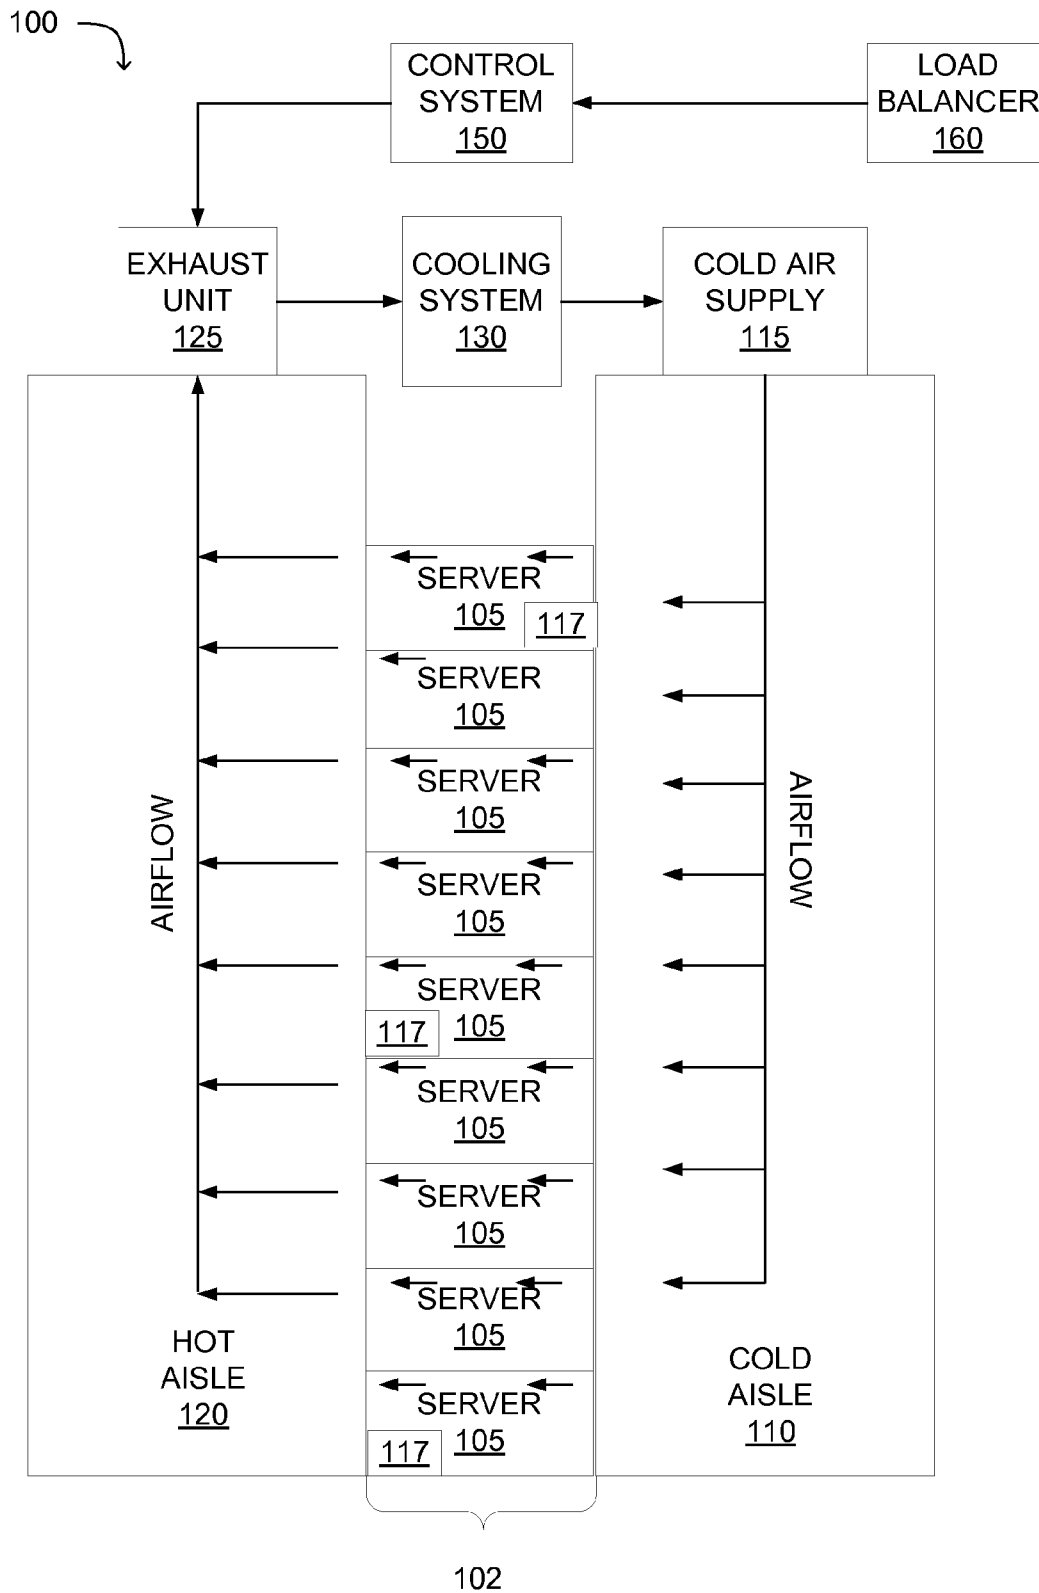 100
CONTROL
SYSTEM
150
LOAD
BALANCER
160
EXHAUST
UNIT
125
COOLING
SYSTEM
130
COLD AIR
SUPPLY
115
SERVER
105
117
SERVER
105
SERVER
105
SERVER
105
SERVER
105
117
SERVER
105
SERVER
105
SERVER
105
SERVER
105
117
AIRFLOW
AIRFLOW
HOT
AISLE
120
COLD
AISLE
110
102